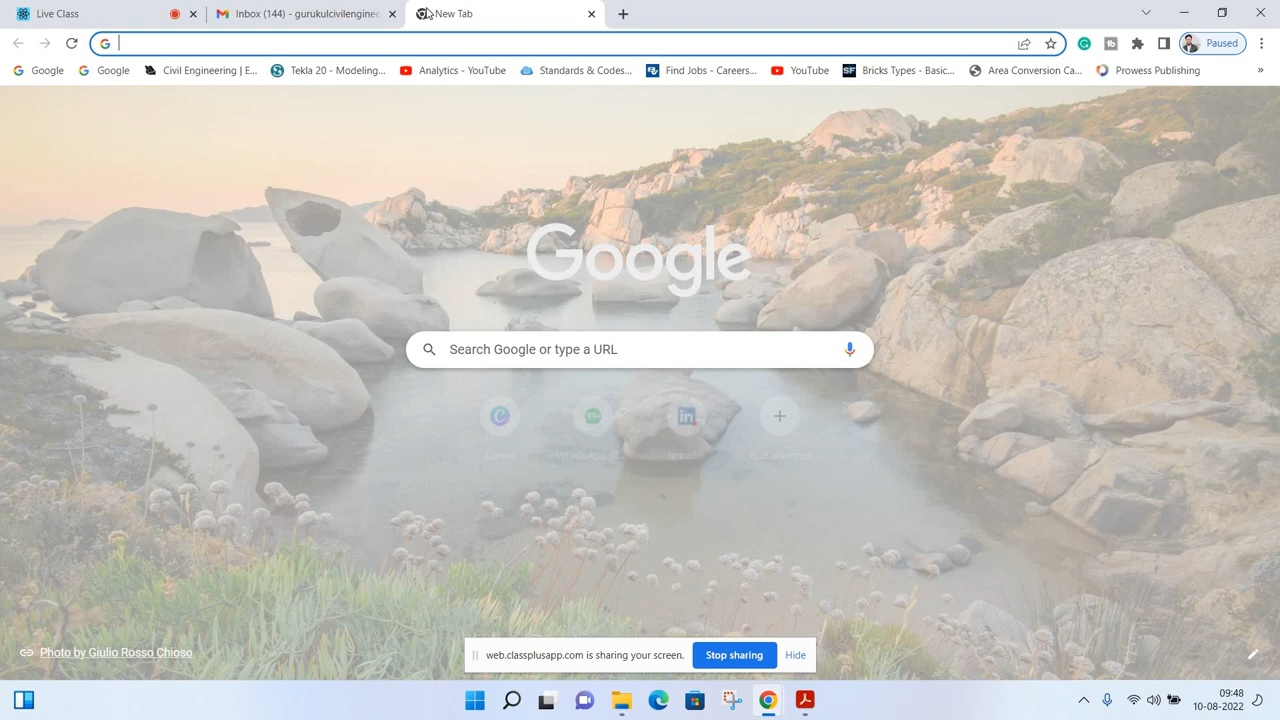 Live Class
Inbox (144) - gurukulcivilenginee
New Tab
Paused
Google
Google
Civil Engineering | E...
Tekla 20 - Modeling...
Analytics - YouTube
Standards & Codes...
Find Jobs - Careers...
YouTube
Bricks Types - Basic...
Area Conversion Ca...
Prowess Publishing
»
Google
Search Google or type a URL
Canva
WhatsApp W...
linkedin
Add shortcut
Photo by Giulio Rosso Chioso
web.classplusapp.com is sharing your screen.
Stop sharing
Hide
09:48
10-08-2022